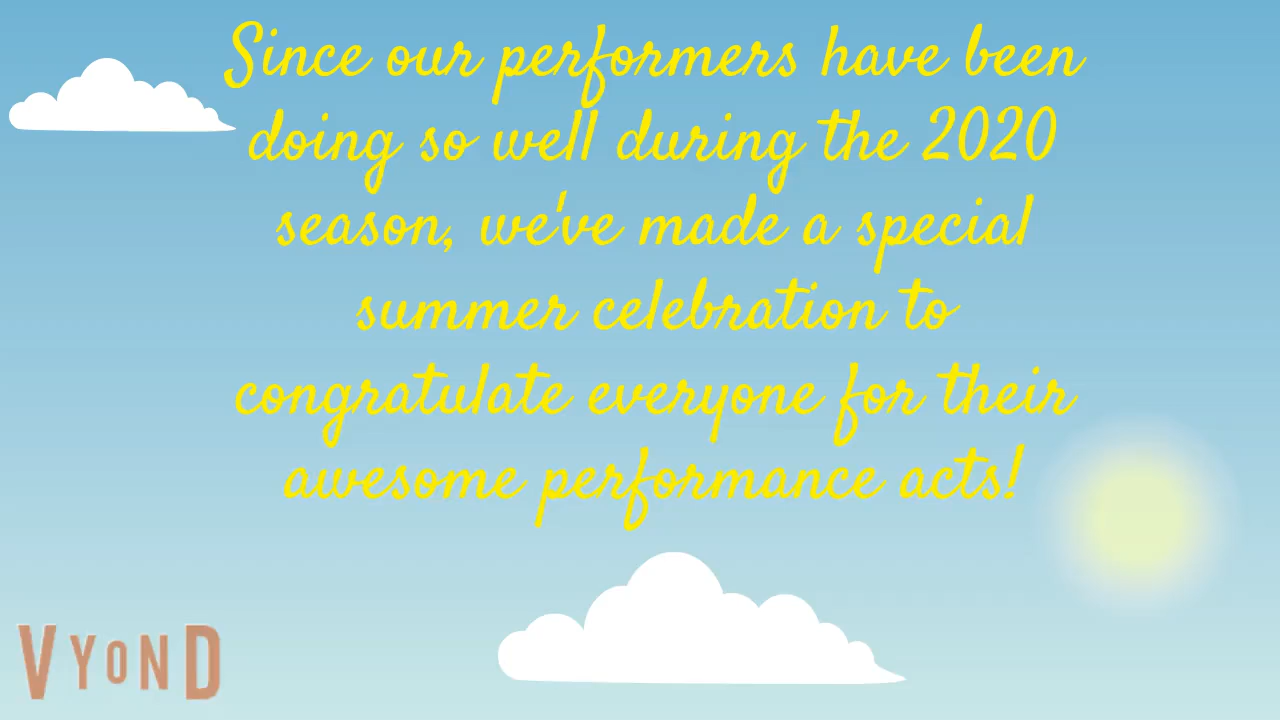 Since our performers have been
doing so well during the 2020
season, we've made a special
summer celebration to
congratulate everyone for their
awesome performance acts!
VYOND